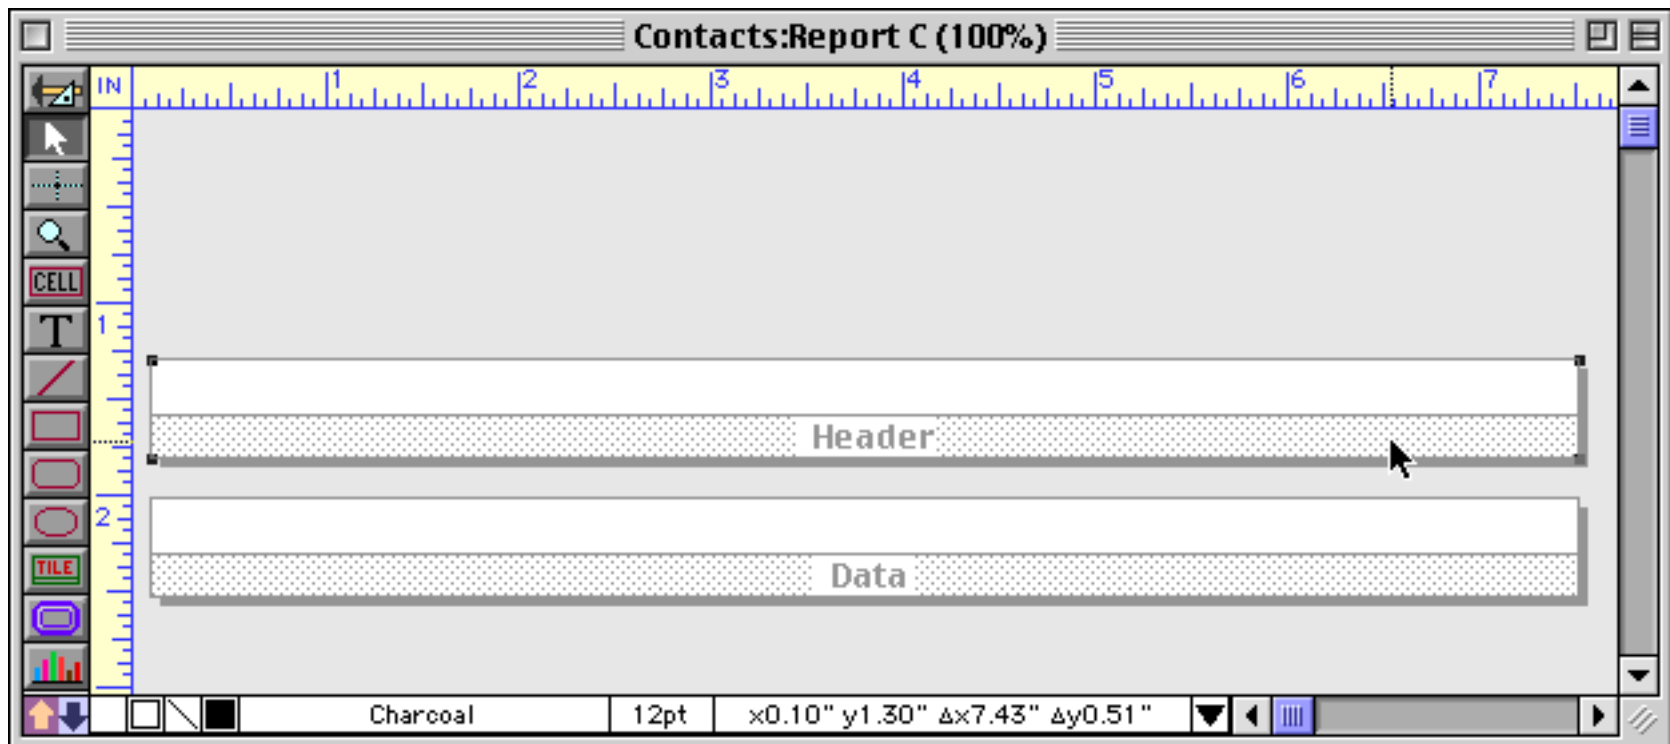 Contacts:Report C (100%)
IN 1 2 3 4 5 6 7
CELL
T
1
Header
2
TILE
Data
Charcoal 12pt x0.10" y1.30" Δx7.43" Δy0.51"